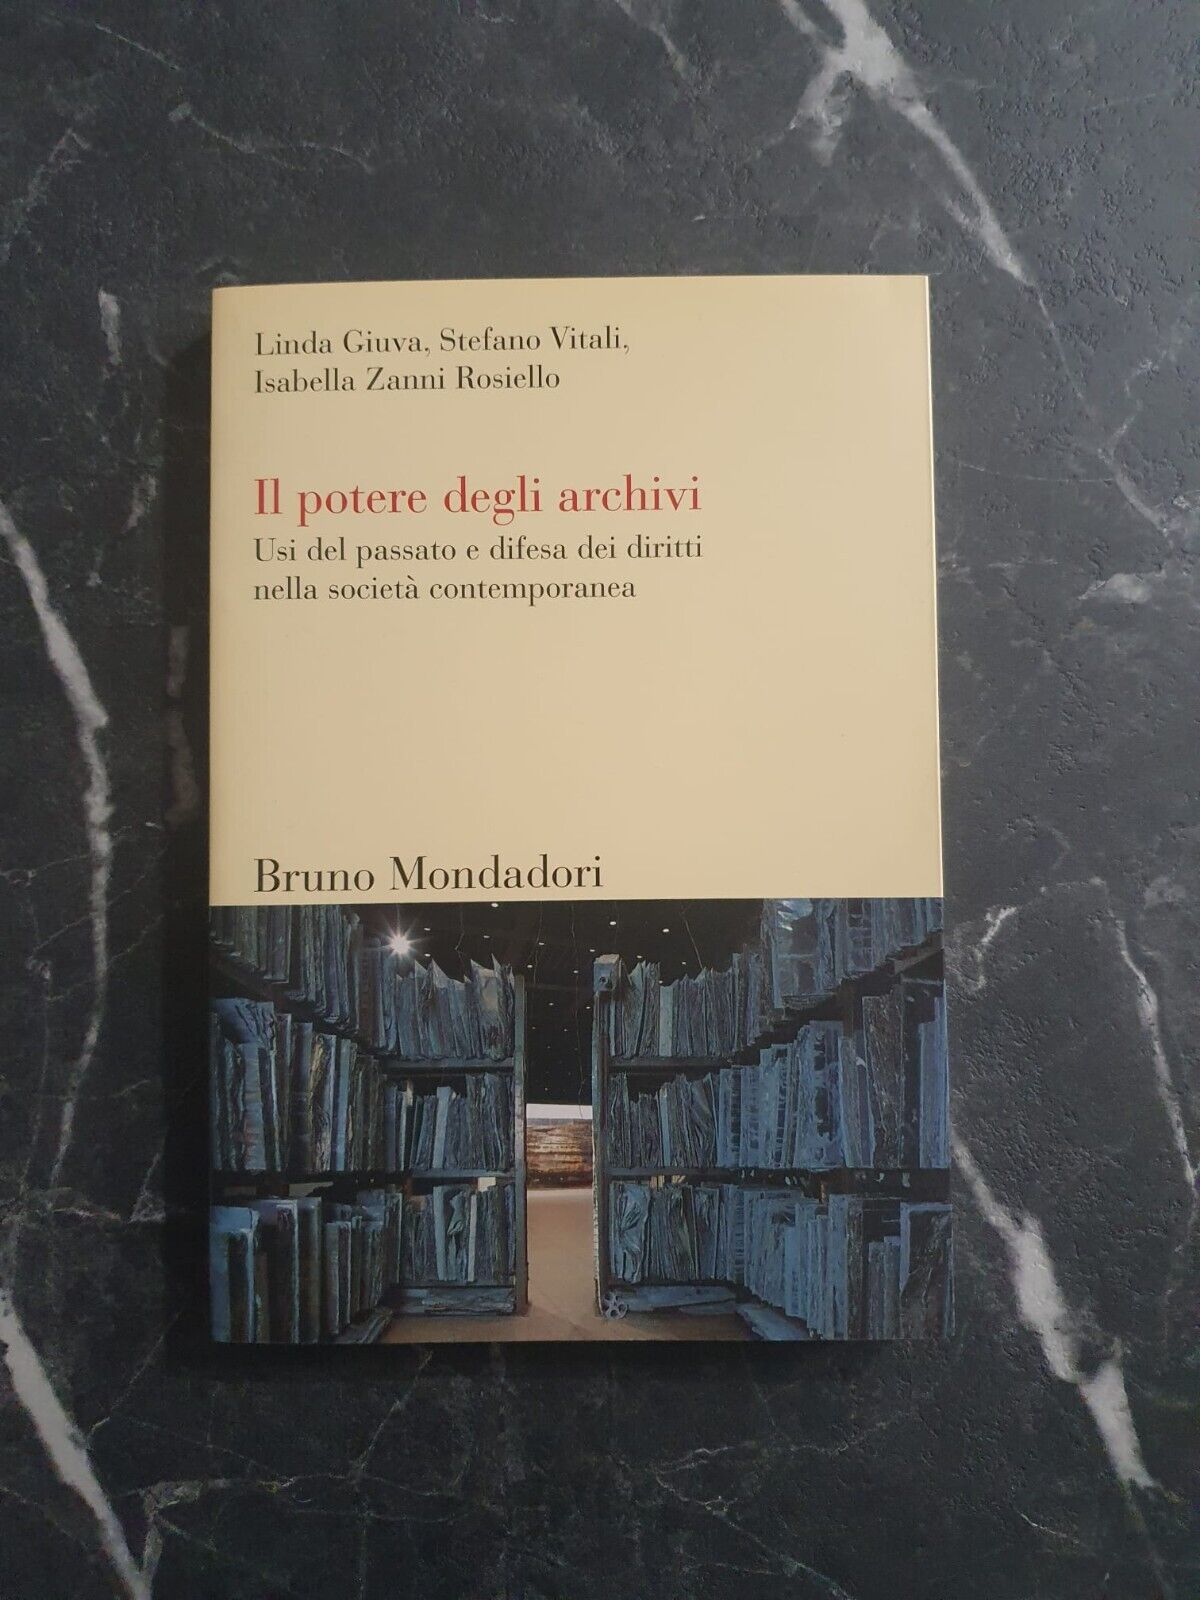 Linda Giuva, Stefano Vitali,
Isabella Zanni Rosiello
Il potere degli archivi
Usi del passato e difesa dei diritti
nella società contemporanea
Bruno Mondadori